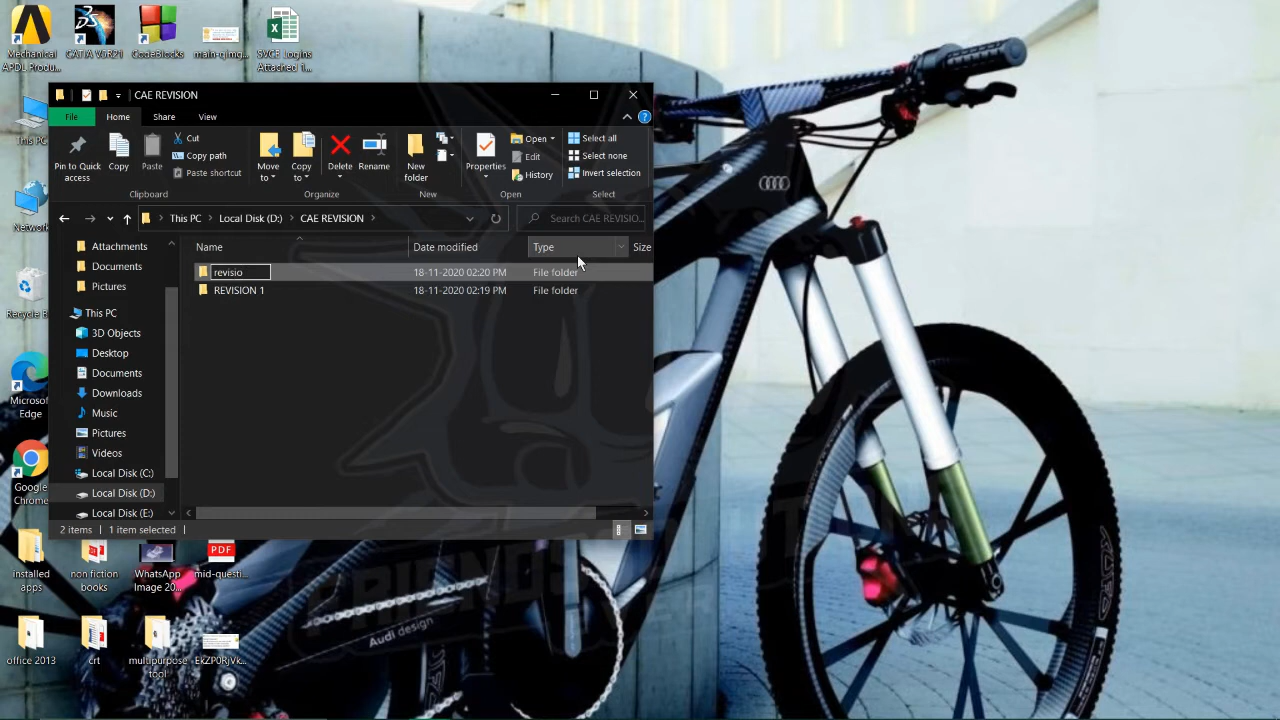 Mechanical APDL Produ...
CATIA V5R21
CodeBlocks
main-qimg...
SVCE Logins Attached T...
CAE REVISION
File
Home
Share
View
Pin to Quick access
Copy
Paste
Cut
Copy path
Paste shortcut
Move to
Copy to
Delete
Rename
New folder
Properties
Open
Edit
History
Select all
Select none
Invert selection
Clipboard
Organize
New
Open
Select
This PC
Local Disk (D:)
CAE REVISION
Search CAE REVISIO...
Name
Date modified
Type
Size
revisio
18-11-2020 02:20 PM
File folder
REVISION 1
18-11-2020 02:19 PM
File folder
Attachments
Documents
Pictures
This PC
3D Objects
Desktop
Documents
Downloads
Music
Pictures
Videos
Local Disk (C:)
Local Disk (D:)
Local Disk (E:)
2 items
1 item selected
This PC
Network
Recycle B
Microsof
Edge
Google
Chrome
installed apps
non fiction books
WhatsApp Image 20...
PDF
mid-questi...
office 2013
crt
mulupurpose tool
EkZP0RjVk...
Audi design